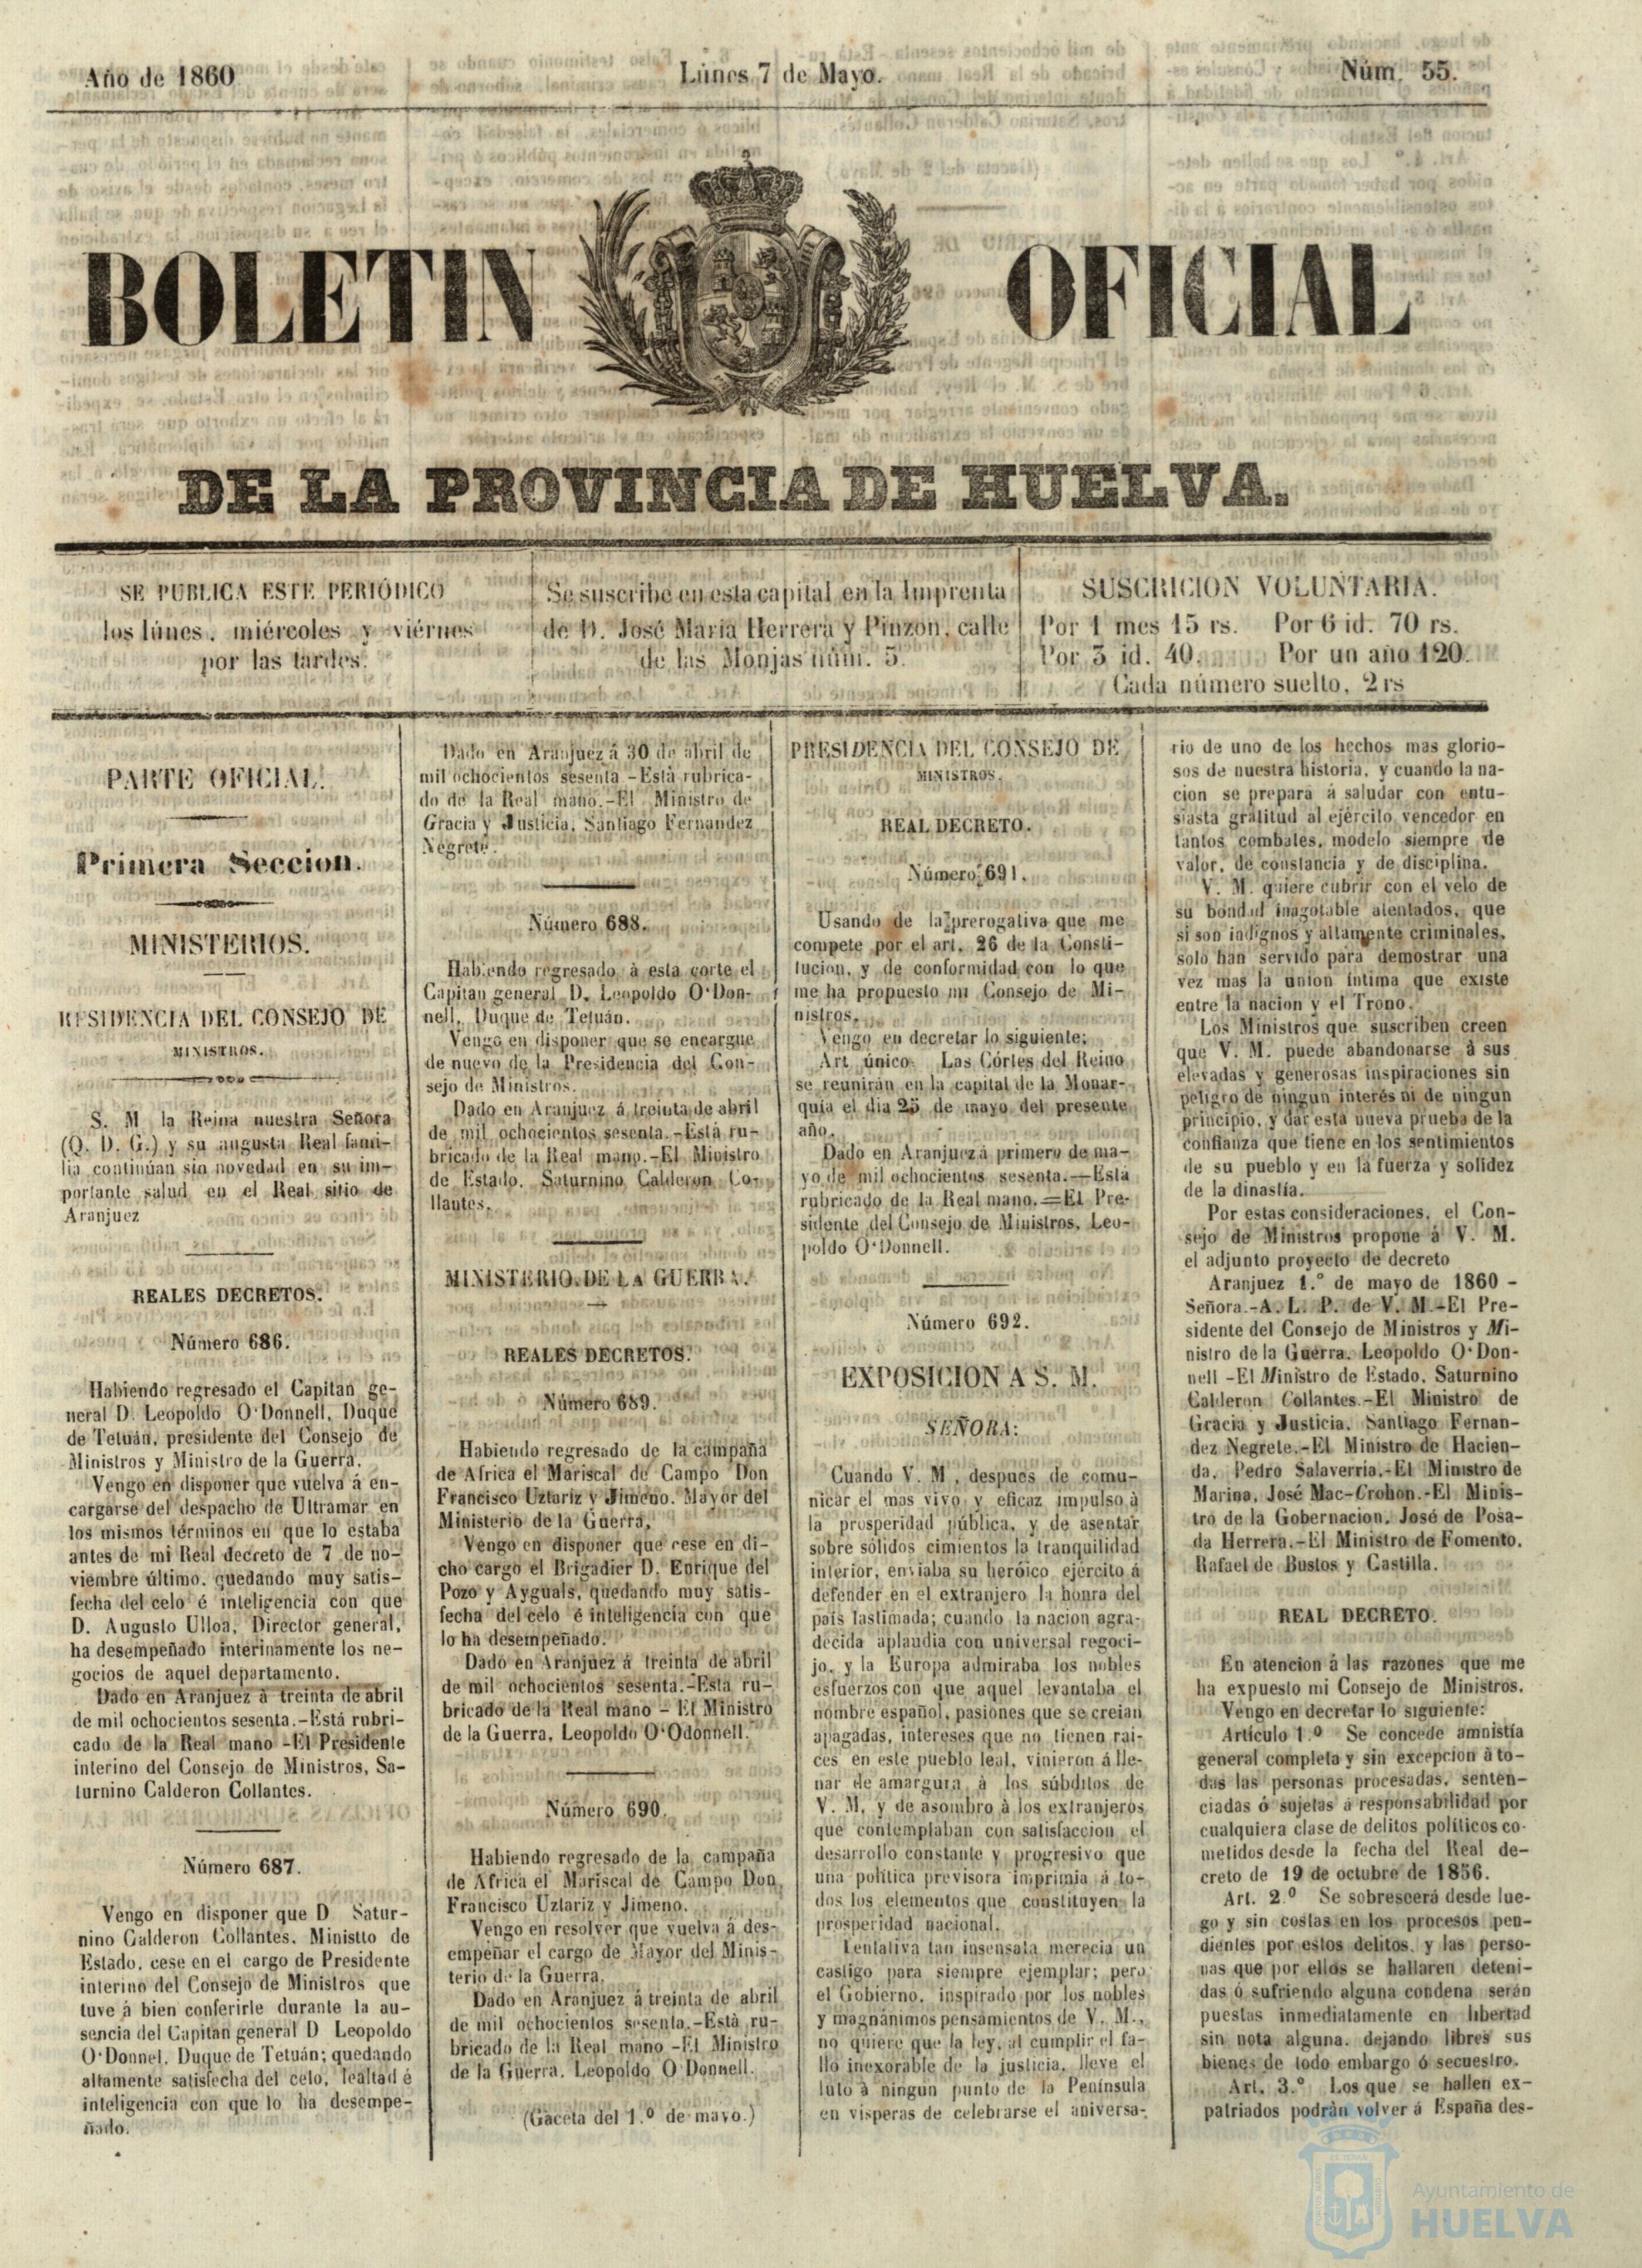 Año de 1860
Lúnes 7 de Mayo.
Núm. 55.
BOLETIN OFICIAL
DE LA PROVINCIA DE HUELVA.
SE PUBLICA ESTE PERIÓDICO
los lúnes, miércoles y viérnes
por las tardes.
Se suscribe en esta capital en la Imprenta
de D. José Maria Herrera y Pinzon, calle
de las Monjas núm. 5.
SUSCRICION VOLUNTARIA.
Por 1 mes 15 rs. Por 6 id. 70 rs.
Por 3 id. 40. Por un año 120.
Cada número suelto, 2 rs
PARTE OFICIAL.
Primera Seccion.
MINISTERIOS.
RESIDENCIA DEL CONSEJO DE
MINISTROS.
S. M la Reina nuestra Señora
(Q. D. G.) y su augusta Real fami-
lia continúan sin novedad en su im-
portante salud en el Real sitio de
Aranjuez
REALES DECRETOS.
Número 686.
Habiendo regresado el Capitan ge-
neral D. Leopoldo O'Donnell, Duque
de Tetuán, presidente del Consejo de
Ministros y Ministro de la Guerra,
Vengo en disponer que vuelva á en-
cargarse del despacho de Ultramar en
los mismos términos en que lo estaba
antes de mi Real decreto de 7 de no-
viembre último, quedando muy satis-
fecha del celo é inteligencia con que
D. Augusto Ulloa, Director general,
ha desempeñado interinamente los ne-
gocios de aquel departamento.
Dado en Aranjuez à treinta de abril
de mil ochocientos sesenta.-Está rubri-
cado de la Real mano -El Presidente
interino del Consejo de Ministros, Sa-
turnino Calderon Collantes.
Número 687.
Vengo en disponer que D Satur-
nino Calderon Collantes, Ministto de
Estado, cese en el cargo de Presidente
interino del Consejo de Ministros que
tuve á bien conferirle durante la au-
sencia del Capitan general D Leopoldo
O'Donnel, Duque de Tetuán; quedando
altamente satisfecha del celo, lealtad é
inteligencia con que lo ha desempe-
ñado.
Dado en Aranjuez á 30 de abril de
mil ochocientos sesenta -Está rubrica-
do de la Real mano.-El Ministro de
Gracia y Justicia, Santiago Fernandez
Negrete.
Número 688.
Habiendo regresado à esta corte el
Capitan general D. Leopoldo O'Don-
nell, Duque de Tetuán.
Vengo en disponer que se encargue
de nuevo de la Presidencia del Con-
sejo de Ministros.
Dado en Aranjuez á treinta de abril
de mil ochocientos sesenta.-Está ru-
bricado de la Real mano.-El Ministro
de Estado. Saturnino Calderon Co-
llantes.
MINISTERIO DE LA GUERRA.
REALES DECRETOS.
Número 689.
Habiendo regresado de la campaña
de Africa el Mariscal de Campo Don
Francisco Uztariz y Jimeno, Mayor del
Ministerio de la Guerra,
Vengo en disponer que cese en di-
cho cargo el Brigadier D. Enrique del
Pozo y Ayguals, quedando muy satis-
fecha del celo é inteligencia con que
lo ha desempeñado.
Dado en Aranjuez á treinta de abril
de mil ochocientos sesenta.-Está ru-
bricado de la Real mano - El Ministro
de la Guerra, Leopoldo O'Odonnell.
Número 690.
Habiendo regresado de la campaña
de Africa el Mariscal de Campo Don
Francisco Uztariz y Jimeno.
Vengo en resolver que vuelva á des-
empeñar el cargo de Mayor del Minis-
terio de la Guerra.
Dado en Aranjuez á treinta de abril
de mil ochocientos sesenta.-Està ru-
bricado de la Real mano -El Ministro
de la Guerra. Leopoldo O Donnell.
(Gaceta del 1.º de mayo.)
PRESIDENCIA DEL CONSEJO DE
MINISTROS.
REAL DECRETO.
Número 691.
Usando de la prerogativa que me
compete por el art. 26 de la Consti-
tucion, y de conformidad con lo que
me ha propuesto mi Consejo de Mi-
nistros,
Vengo en decretar lo siguiente:
Art único. Las Córtes del Reino
se reunirán en la capital de la Monar-
quía el dia 25 de mayo del presente
año.
Dado en Aranjuez á primero de ma-
yo de mil ochocientos sesenta.—Está
rubricado de la Real mano.=El Pre-
sidente del Consejo de Ministros, Leo-
poldo O'Donnell.
Número 692.
EXPOSICION A S. M.
SEÑORA:
Cuando V. M., despues de comu-
nicar el mas vivo y eficaz impulso à
la prosperidad pública, y de asentar
sobre sólidos cimientos la tranquilidad
interior, enviaba su heróico ejército á
defender en el extranjero la honra del
país lastimada; cuando la nacion agra-
decida aplaudia con universal regoci-
jo, y la Europa admiraba los nobles
esfuerzos con que aquel levantaba el
nombre español, pasiones que se creian
apagadas, intereses que no tienen rai-
ces en este pueblo leal, vinieron á lle-
nar de amargura à los súbditos de
V. M. y de asombro à los extranjeros
que contemplaban con satisfaccion el
desarrollo constante y progresivo que
una política previsora imprimia á to-
dos los elementos que constituyen la
prosperidad nacional.
Tentativa tan insensata merecia un
castigo para siempre ejemplar; pero
el Gobierno, inspirado por los nobles
y magnánimos pensamientos de V. M.,
no quiere que la ley, al cumplir el fa-
llo inexorable de la justicia, lleve el
luto à ningun punto de la Península
en vísperas de celebrarse el aniversa-
rio de uno de los hechos mas glorio-
sos de nuestra historia, y cuando la na-
cion se prepara á saludar con entu-
siasta gratitud al ejército vencedor en
tantos combates, modelo siempre de
valor, de constancia y de disciplina.
V. M. quiere cubrir con el velo de
su bondad inagotable atentados, que
si son indignos y altamente criminales,
solo han servido para demostrar una
vez mas la union íntima que existe
entre la nacion y el Trono.
Los Ministros que suscriben creen
que V. M. puede abandonarse à sus
elevadas y generosas inspiraciones sin
peligro de ningun interés ni de ningun
principio, y dar esta nueva prueba de la
confianza que tiene en los sentimientos
de su pueblo y en la fuerza y solidez
de la dinastía.
Por estas consideraciones, el Con-
sejo de Ministros propone á V. M.
el adjunto proyecto de decreto
Aranjuez 1.º de mayo de 1860 -
Señora.-A. L. P. de V. M.-El Pre-
sidente del Consejo de Ministros y Mi-
nistro de la Guerra. Leopoldo O'Don-
nell -El Ministro de Estado, Saturnino
Calderon Collantes.-El Ministro de
Gracia y Justicia, Santiago Fernan-
dez Negrete.-El Ministro de Hacien-
da, Pedro Salaverria.-El Ministro de
Marina, José Mac-Crohon.-El Minis-
tro de la Gobernacion, José de Posa-
da Herrera.-El Ministro de Fomento,
Rafael de Bustos y Castilla.
REAL DECRETO.
En atencion á las razones que me
ha expuesto mi Consejo de Ministros,
Vengo en decretar lo siguiente:
Artículo 1.º Se concede amnistía
general completa y sin excepcion à to-
das las personas procesadas, senten-
ciadas ó sujetas á responsabilidad por
cualquiera clase de delitos políticos co-
metidos desde la fecha del Real de-
creto de 19 de octubre de 1856.
Art. 2.º Se sobreseerá desde lue-
go y sin costas en los procesos pen-
dientes por estos delitos, y las perso-
nas que por ellos se hallaren deteni-
das ó sufriendo alguna condena serán
puestas inmediatamente en libertad
sin nota alguna, dejando libres sus
bienes de todo embargo ó secuestro.
Art. 3.º Los que se hallen ex-
patriados podrán volver á España des-
Ayuntamiento de
HUELVA